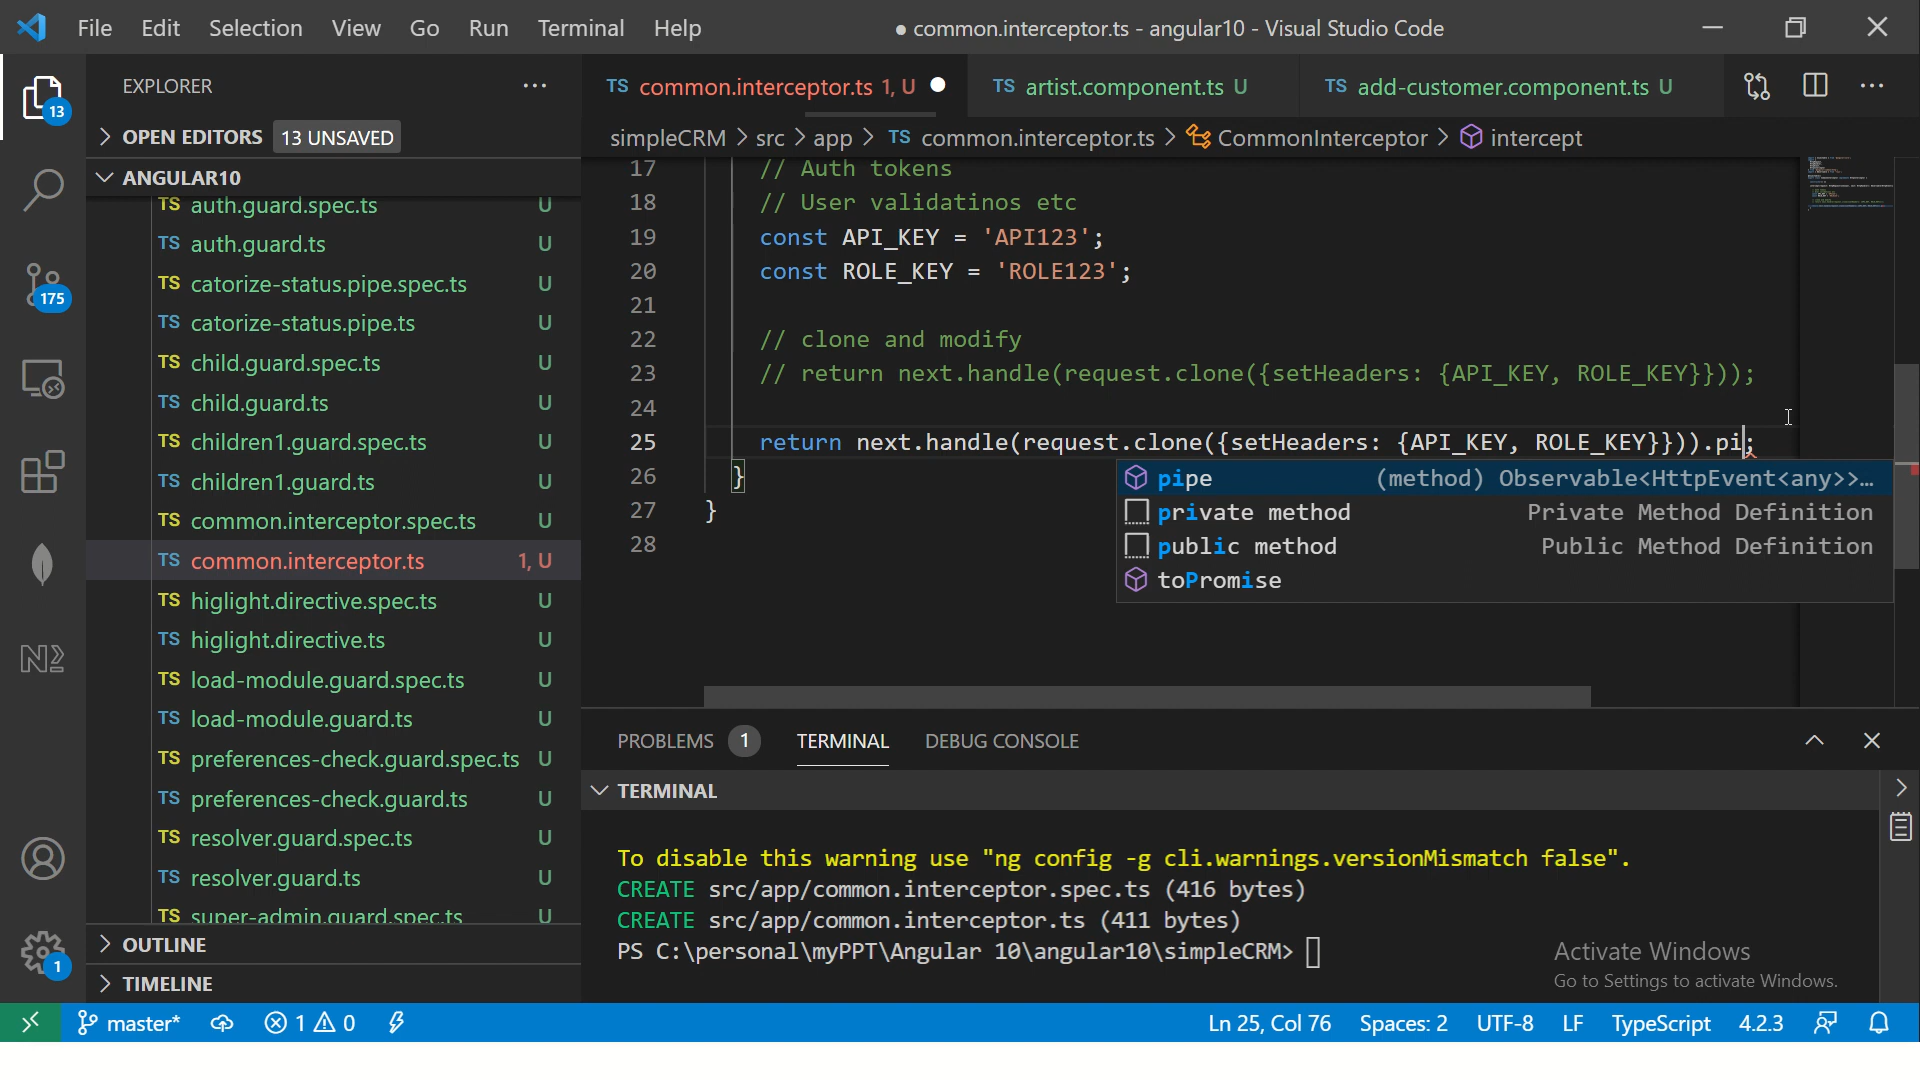 File Edit Selection View Go Run Terminal Help
● common.interceptor.ts - angular10 - Visual Studio Code
EXPLORER
TS common.interceptor.ts 1, U
TS artist.component.ts U
TS add-customer.component.ts U
13
OPEN EDITORS 13 UNSAVED
simpleCRM > src > app > TS common.interceptor.ts > CommonInterceptor > intercept
ANGULAR10
TS auth.guard.spec.ts U
TS auth.guard.ts U
TS catorize-status.pipe.spec.ts U
TS catorize-status.pipe.ts U
TS child.guard.spec.ts U
TS child.guard.ts U
TS children1.guard.spec.ts U
TS children1.guard.ts U
TS common.interceptor.spec.ts U
TS common.interceptor.ts 1, U
TS higlight.directive.spec.ts U
TS higlight.directive.ts U
TS load-module.guard.spec.ts U
TS load-module.guard.ts U
TS preferences-check.guard.spec.ts U
TS preferences-check.guard.ts U
TS resolver.guard.spec.ts U
TS resolver.guard.ts U
TS super-admin.guard.spec.ts U
OUTLINE
TIMELINE
175
1
17 // Auth tokens
18 // User validatinos etc
19 const API_KEY = 'API123';
20 const ROLE_KEY = 'ROLE123';
21
22 // clone and modify
23 // return next.handle(request.clone({setHeaders: {API_KEY, ROLE_KEY}}));
24
25 return next.handle(request.clone({setHeaders: {API_KEY, ROLE_KEY}})).pi;
26 }
27 }
28
pipe (method) Observable<HttpEvent<any>>…
private method Private Method Definition
public method Public Method Definition
toPromise
PROBLEMS 1 TERMINAL DEBUG CONSOLE
TERMINAL
To disable this warning use "ng config -g cli.warnings.versionMismatch false".
CREATE src/app/common.interceptor.spec.ts (416 bytes)
CREATE src/app/common.interceptor.ts (411 bytes)
PS C:\personal\myPPT\Angular 10\angular10\simpleCRM>
Activate Windows
Go to Settings to activate Windows.
master* 1 0
Ln 25, Col 76 Spaces: 2 UTF-8 LF TypeScript 4.2.3